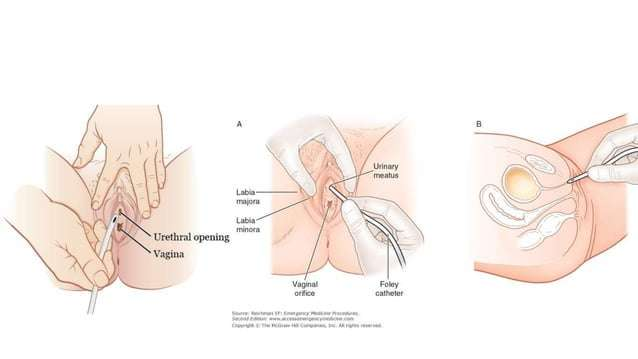 Urethral opening
Vagina
A
Urinary
meatus
Labia
majora
Labia
minora
Vaginal
orifice
Foley
catheter
B
Source: Reichman EF: Emergency Medicine Procedures,
Second Edition: www.accessemergencymedicine.com
Copyright © The McGraw-Hill Companies, Inc. All rights reserved.